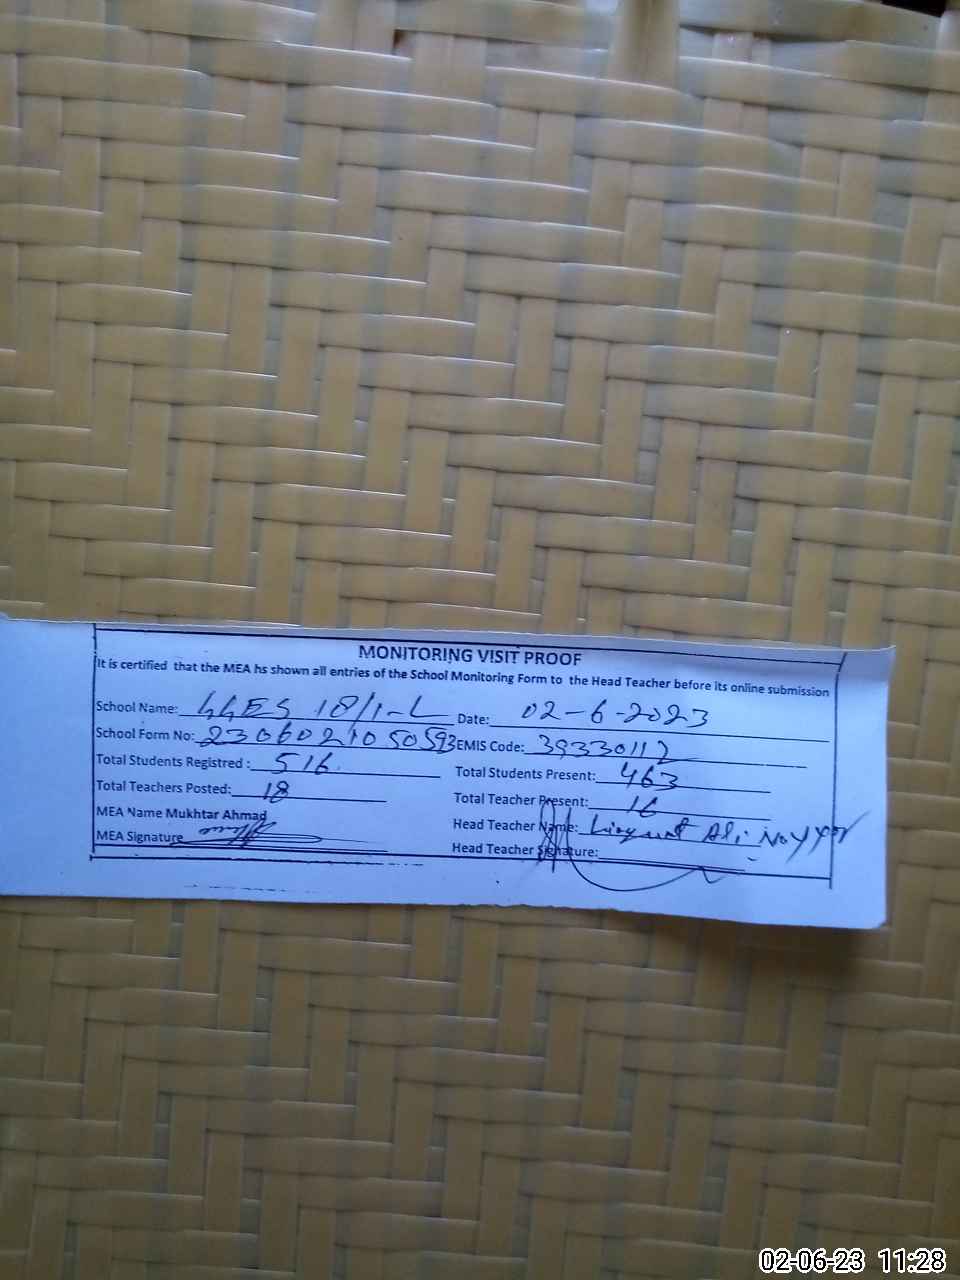 MONITORING VISIT PROOF
It is certified that the MEA hs shown all entries of the School Monitoring Form to the Head Teacher before its online submission
School Name: GGES 18/1-L Date: 02-6-2023
School Form No: 2306021050593 EMIS Code: 39330112
Total Students Registred : 516 Total Students Present: 463
Total Teachers Posted: 18 Total Teacher Present: 16
MEA Name Mukhtar Ahmad Head Teacher Name: Liaquat Ali Nayyar
MEA Signature Head Teacher Signature:
02-06-23 11:28